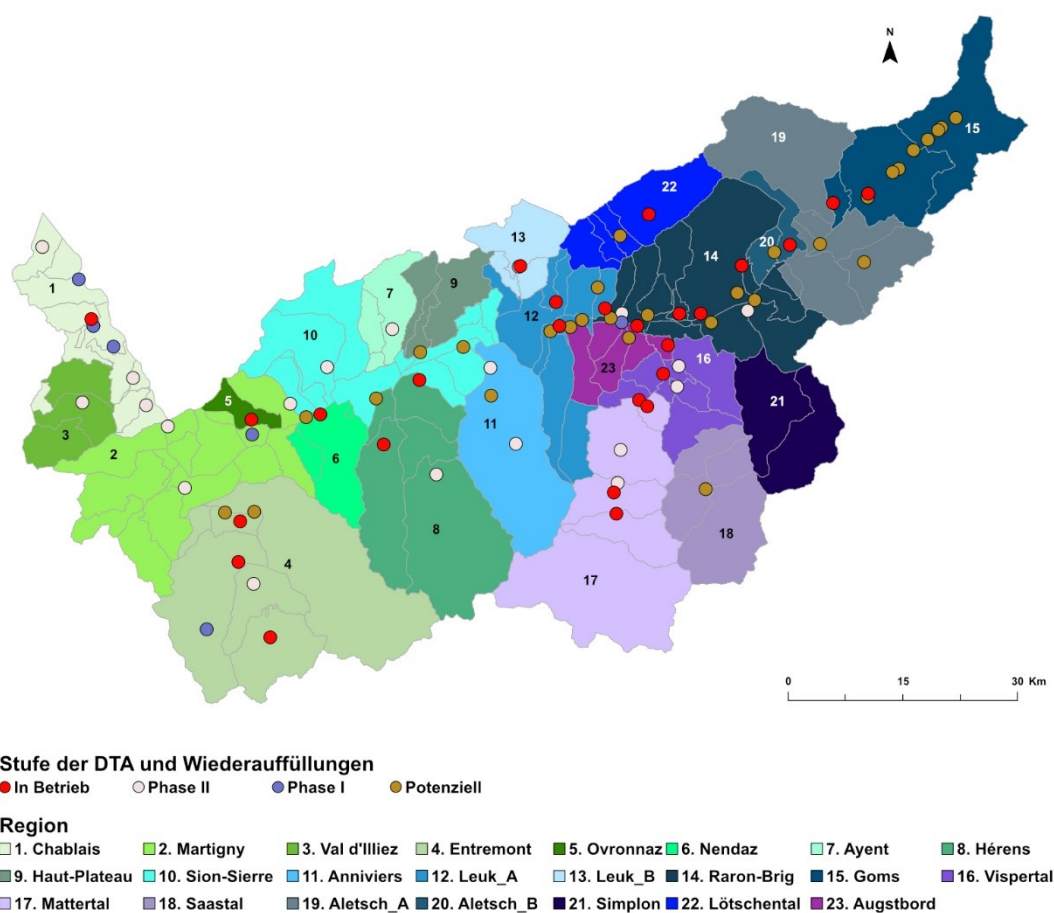 N
19
15
22
20
13
14
1
9
7
12
10
16
23
5
21
3
11
2
6
8
18
4
17
0 15 30 Km
Stufe der DTA und Wiederauffüllungen
In Betrieb Phase II Phase I Potenziell
Region
1. Chablais 2. Martigny 3. Val d'Illiez 4. Entremont 5. Ovronnaz 6. Nendaz 7. Ayent 8. Hérens
9. Haut-Plateau 10. Sion-Sierre 11. Anniviers 12. Leuk_A 13. Leuk_B 14. Raron-Brig 15. Goms 16. Vispertal
17. Mattertal 18. Saastal 19. Aletsch_A 20. Aletsch_B 21. Simplon 22. Lötschental 23. Augstbord